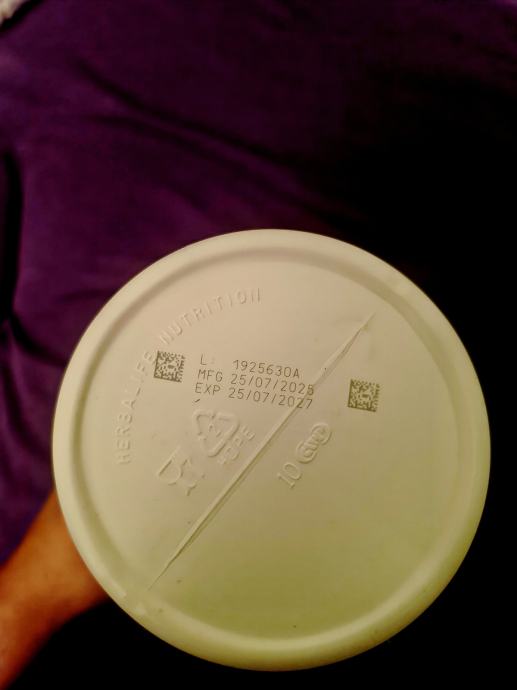 HERBALIFE NUTRITION
L: 1925630A
MFG 25/07/2025
EXP 25/07/2027
HDPE
10